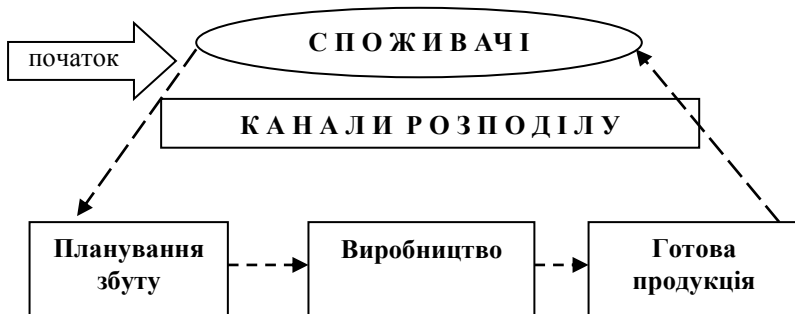 С П О Ж И В А Ч І
початок
К А Н А Л И Р О З П О Д І Л У
Планування
збуту
Виробництво
Готова
продукція